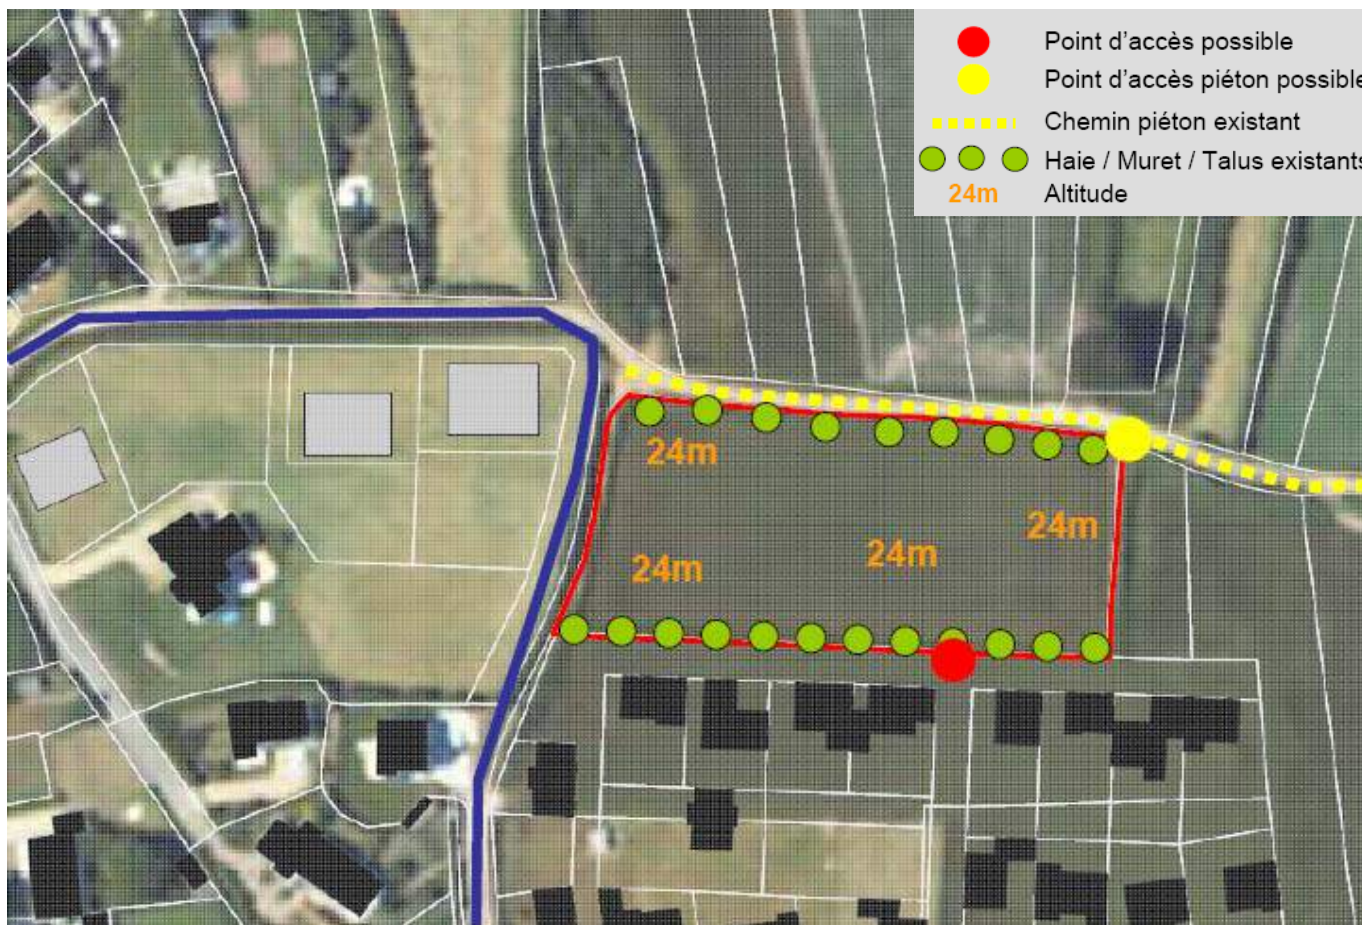 Point d'accès possible
Point d'accès piéton possible
Chemin piéton existant
Haie / Muret / Talus existants
24m Altitude
24m
24m
24m
24m